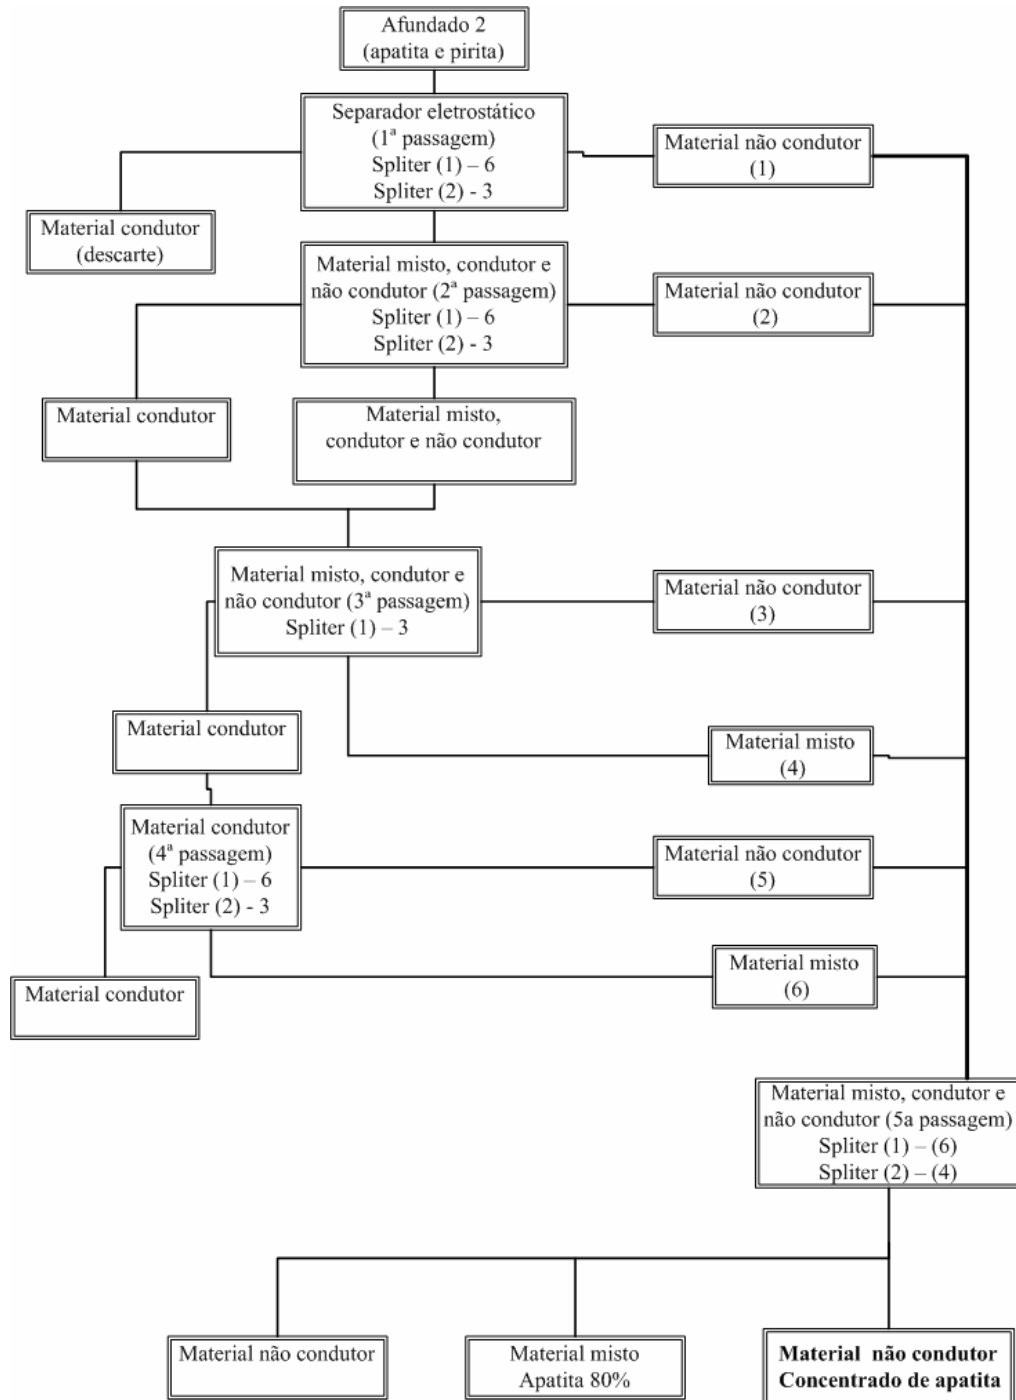 Afundado 2
(apatita e pirita)
Separador eletrostático
(1ª passagem)
Spliter (1) – 6
Spliter (2) - 3
Material não condutor
(1)
Material condutor
(descarte)
Material misto, condutor e
não condutor (2ª passagem)
Spliter (1) – 6
Spliter (2) - 3
Material não condutor
(2)
Material condutor
Material misto,
condutor e não condutor
Material misto, condutor e
não condutor (3ª passagem)
Spliter (1) – 3
Material não condutor
(3)
Material condutor
Material misto
(4)
Material condutor
(4ª passagem)
Spliter (1) – 6
Spliter (2) - 3
Material não condutor
(5)
Material misto
(6)
Material condutor
Material misto, condutor e
não condutor (5a passagem)
Spliter (1) – (6)
Spliter (2) – (4)
Material não condutor
Material misto
Apatita 80%
Material não condutor
Concentrado de apatita